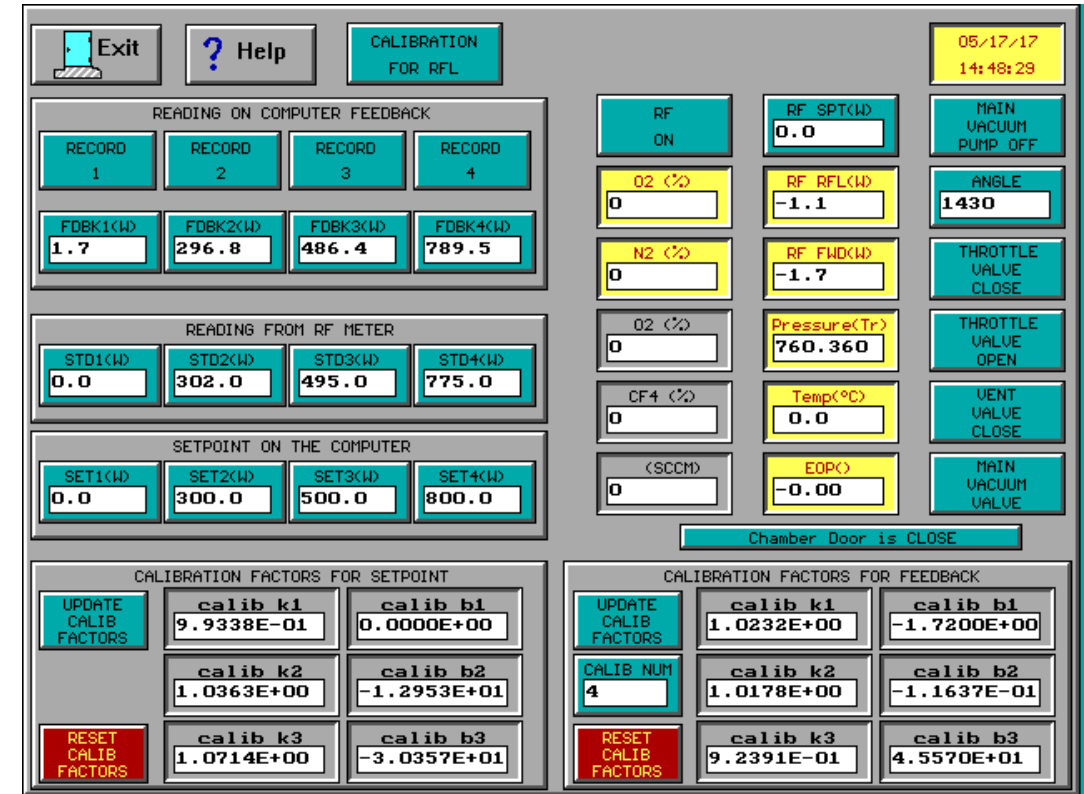 Exit
Help
CALIBRATION
FOR RFL
05/17/17
14:48:29
READING ON COMPUTER FEEDBACK
RECORD
1
RECORD
2
RECORD
3
RECORD
4
FDBK1(W)
1.7
FDBK2(W)
296.8
FDBK3(W)
486.4
FDBK4(W)
789.5
READING FROM RF METER
STD1(W)
0.0
STD2(W)
302.0
STD3(W)
495.0
STD4(W)
775.0
SETPOINT ON THE COMPUTER
SET1(W)
0.0
SET2(W)
300.0
SET3(W)
500.0
SET4(W)
800.0
RF
ON
RF SPT(W)
0.0
MAIN
VACUUM
PUMP OFF
O2 (%)
0
RF RFL(W)
-1.1
ANGLE
1430
N2 (%)
0
RF FWD(W)
-1.7
THROTTLE
VALVE
CLOSE
O2 (%)
0
Pressure(Tr)
760.360
THROTTLE
VALVE
OPEN
CF4 (%)
0
Temp(°C)
0.0
VENT
VALVE
CLOSE
(SCCM)
0
EOP()
-0.00
MAIN
VACUUM
VALVE
Chamber Door is CLOSE
CALIBRATION FACTORS FOR SETPOINT
UPDATE
CALIB
FACTORS
calib k1
9.9338E-01
calib b1
0.0000E+00
calib k2
1.0363E+00
calib b2
-1.2953E+01
RESET
CALIB
FACTORS
calib k3
1.0714E+00
calib b3
-3.0357E+01
CALIBRATION FACTORS FOR FEEDBACK
UPDATE
CALIB
FACTORS
calib k1
1.0232E+00
calib b1
-1.7200E+00
CALIB NUM
4
calib k2
1.0178E+00
calib b2
-1.1637E-01
RESET
CALIB
FACTORS
calib k3
9.2391E-01
calib b3
4.5570E+01